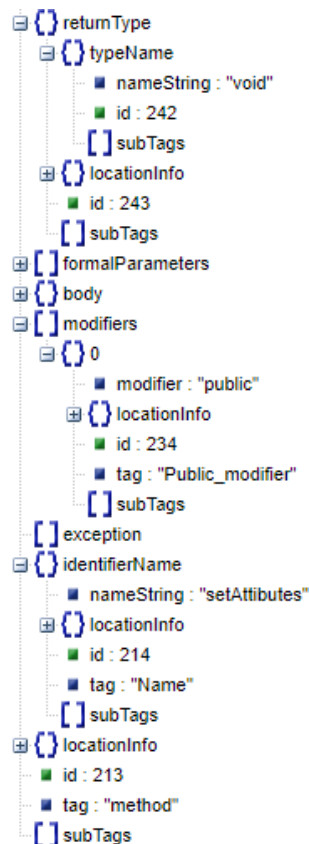 returnType
typeName
nameString : "void"
id : 242
subTags
locationInfo
id : 243
subTags
formalParameters
body
modifiers
0
modifier : "public"
locationInfo
id : 234
tag : "Public_modifier"
subTags
exception
identifierName
nameString : "setAttibutes"
locationInfo
id : 214
tag : "Name"
subTags
locationInfo
id : 213
tag : "method"
subTags